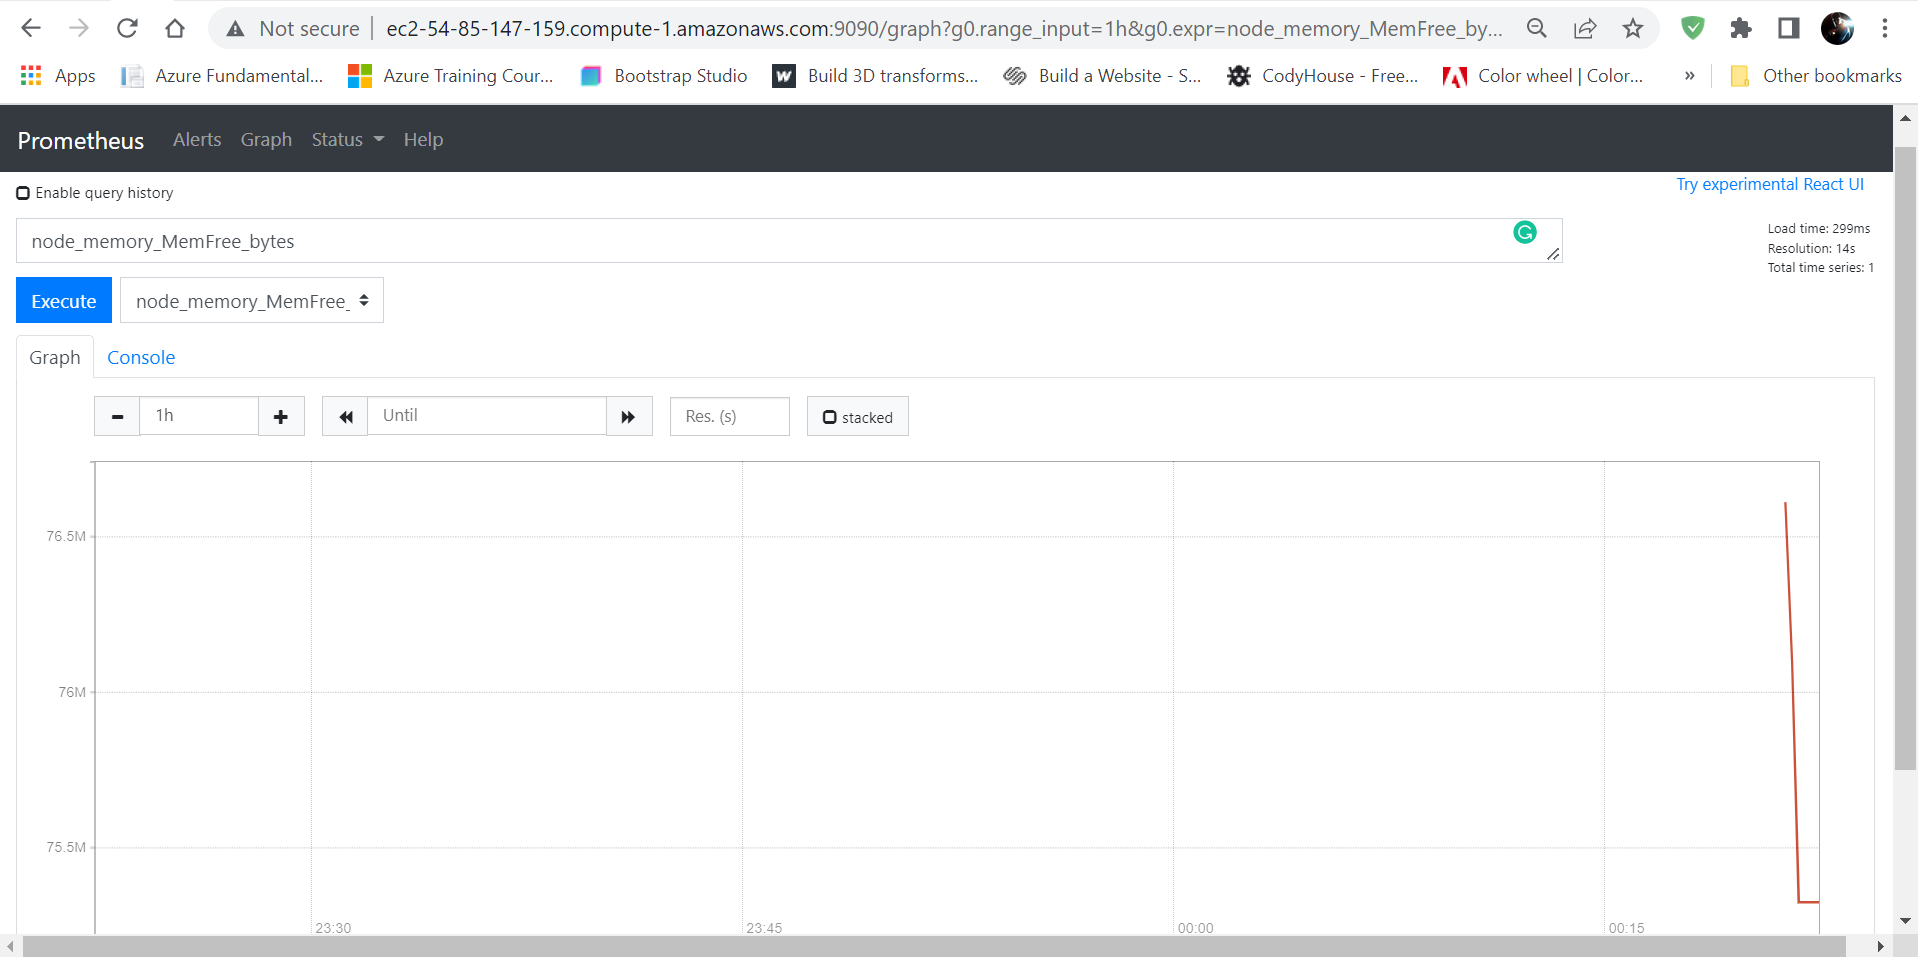 Not secure | ec2-54-85-147-159.compute-1.amazonaws.com:9090/graph?g0.range_input=1h&g0.expr=node_memory_MemFree_by...
Apps Azure Fundamental... Azure Training Cour... Bootstrap Studio Build 3D transforms... Build a Website - S... CodyHouse - Free... Color wheel | Color... » Other bookmarks
Prometheus Alerts Graph Status Help
Enable query history
Try experimental React UI
node_memory_MemFree_bytes
Load time: 299ms
Resolution: 14s
Total time series: 1
Execute node_memory_MemFree_
Graph Console
1h Until Res. (s) stacked
76.5M
76M
75.5M
23:30 23:45 00:00 00:15